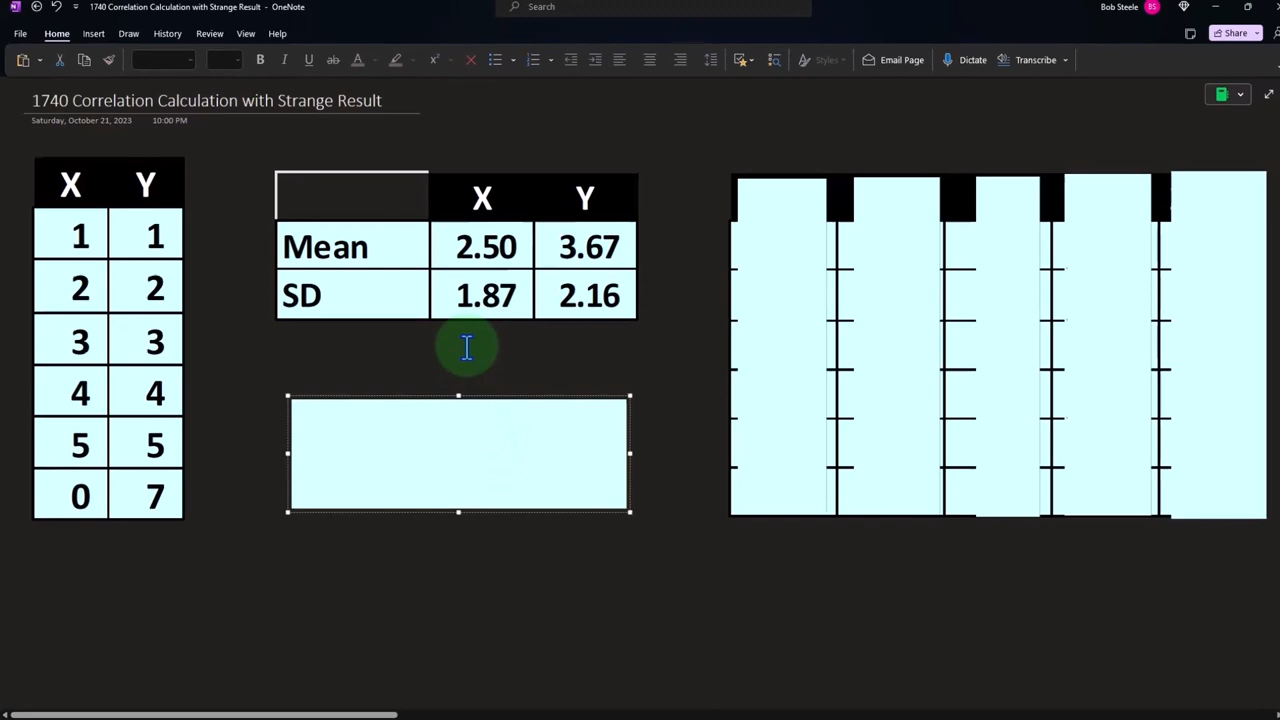 1740 Correlation Calculation with Strange Result - OneNote
Search
Bob Steele BS
File Home Insert Draw History Review View Help
Share
Email Page
Dictate
Transcribe
Styles
1740 Correlation Calculation with Strange Result
Saturday, October 21, 2023 10:00 PM
X Y
1 1
2 2
3 3
4 4
5 5
0 7
X Y
Mean 2.50 3.67
SD 1.87 2.16